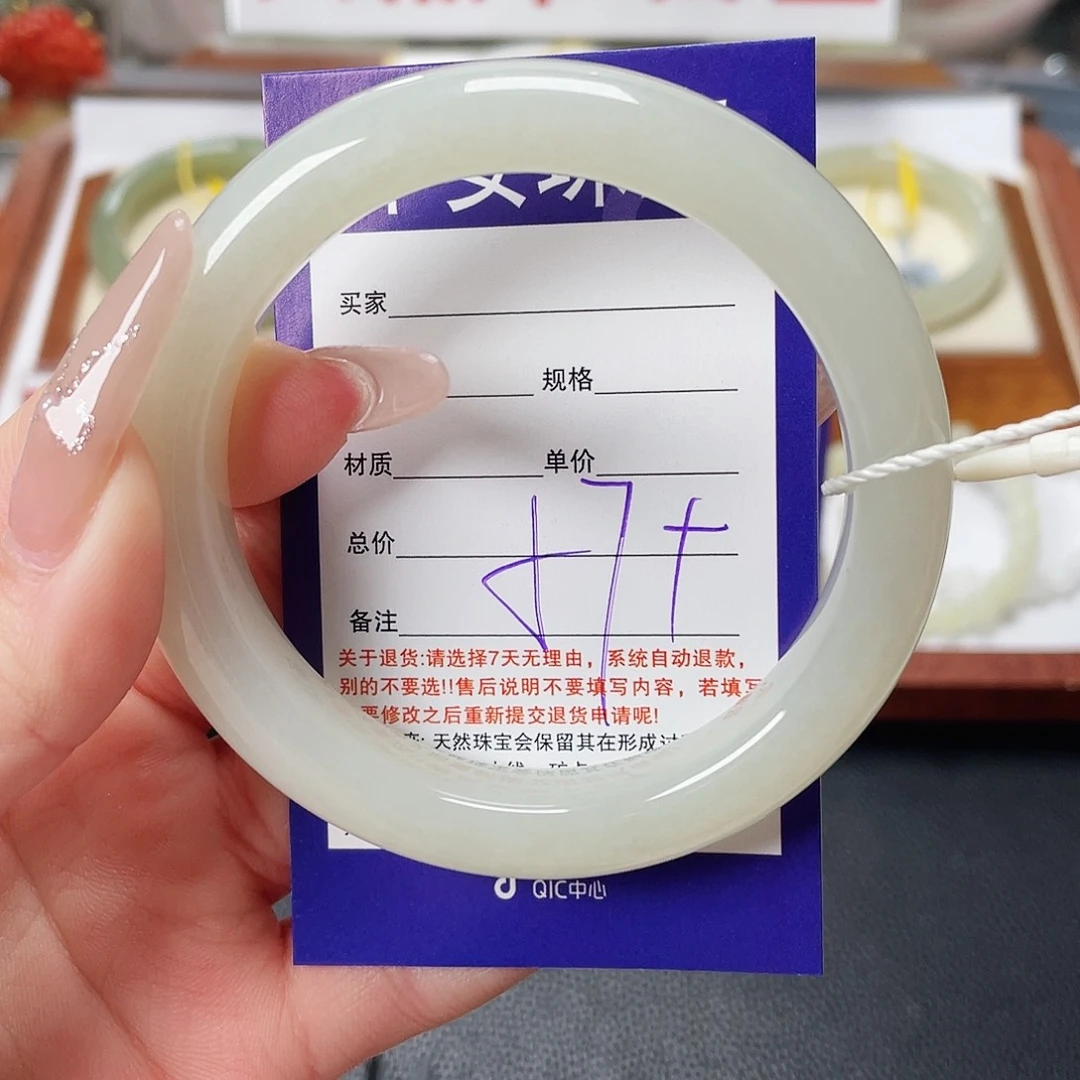 买家
规格
材质 单价
总价
备注
关于退货:请选择7天无理由，系统自动退款，
别的不要选!!售后说明不要填写内容，若填写
要修改之后重新提交退货申请呢!
天然珠宝会保留其在形成过
QIC中心